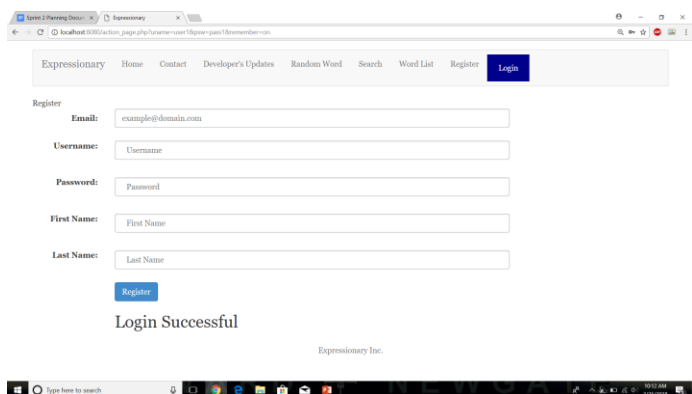 Sprint 2 Planning Docum
Expressionary
localhost:8080/action_page.php?uname=user1&psw=pass1&remember=on
Expressionary Home Contact Developer's Updates Random Word Search Word List Register Login
Register
Email: example@domain.com
Username: Username
Password: Password
First Name: First Name
Last Name: Last Name
Register
Login Successful
Expressionary Inc.
Type here to search
10:12 AM